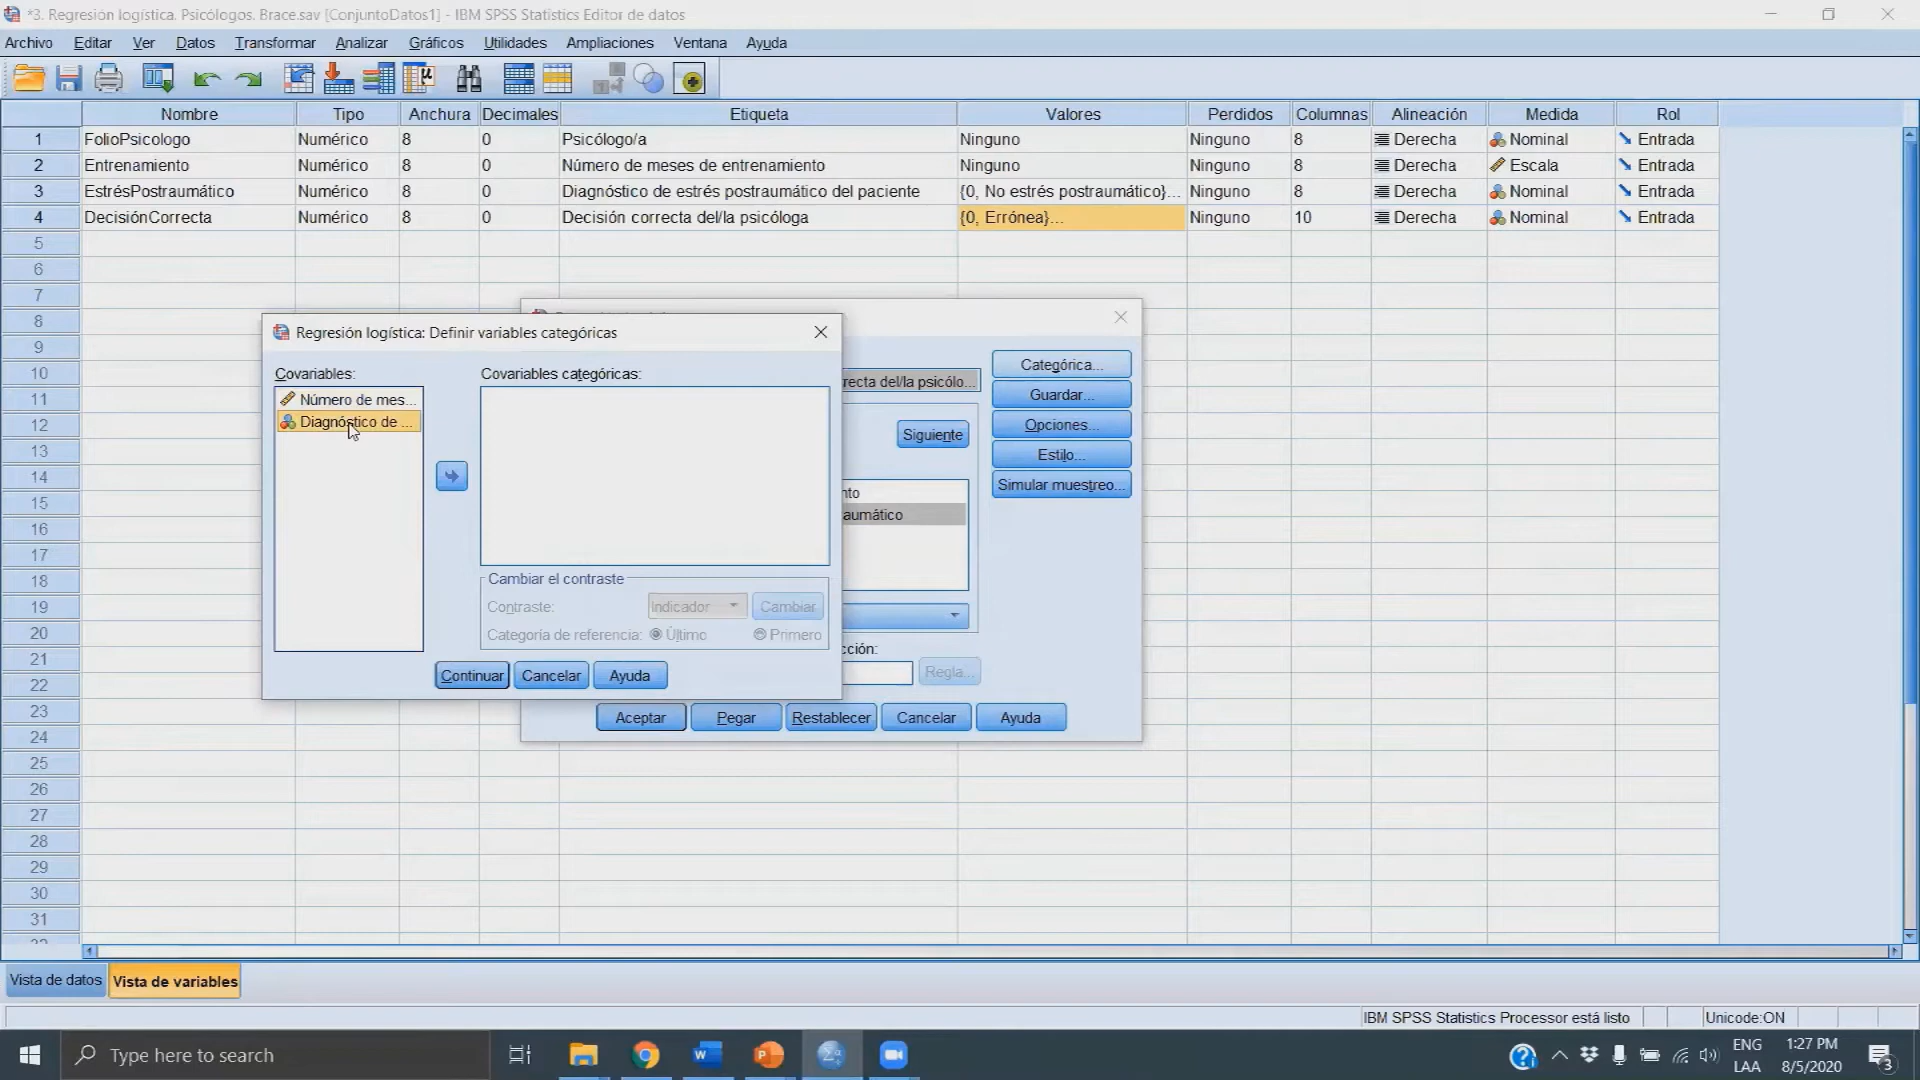 *3. Regresión logística. Psicólogos. Brace.sav [ConjuntoDatos1] - IBM SPSS Statistics Editor de datos
Archivo Editar Ver Datos Transformar Analizar Gráficos Utilidades Ampliaciones Ventana Ayuda
Nombre Tipo Anchura Decimales Etiqueta Valores Perdidos Columnas Alineación Medida Rol
1 FolioPsicologo Numérico 8 0 Psicólogo/a Ninguno Ninguno 8 Derecha Nominal Entrada
2 Entrenamiento Numérico 8 0 Número de meses de entrenamiento Ninguno Ninguno 8 Derecha Escala Entrada
3 EstrésPostraumático Numérico 8 0 Diagnóstico de estrés postraumático del paciente {0, No estrés postraumático}... Ninguno 8 Derecha Nominal Entrada
4 DecisiónCorrecta Numérico 8 0 Decisión correcta del/la psicóloga {0, Errónea}... Ninguno 10 Derecha Nominal Entrada
5
6
7
8
9
10
11
12
13
14
15
16
17
18
19
20
21
22
23
24
25
26
27
28
29
30
31
Regresión logística: Definir variables categóricas
Covariables:
Número de mes...
Diagnóstico de ...
Covariables categóricas:
Cambiar el contraste
Contraste: Indicador Cambiar
Categoría de referencia: Último Primero
Continuar Cancelar Ayuda
recta del/la psicólo...
Siguiente
nto
aumático
cción:
Regla...
Categórica...
Guardar...
Opciones...
Estilo...
Simular muestreo...
Aceptar Pegar Restablecer Cancelar Ayuda
Vista de datos Vista de variables
IBM SPSS Statistics Processor está listo Unicode:ON
Type here to search
ENG
LAA
1:27 PM
8/5/2020
3